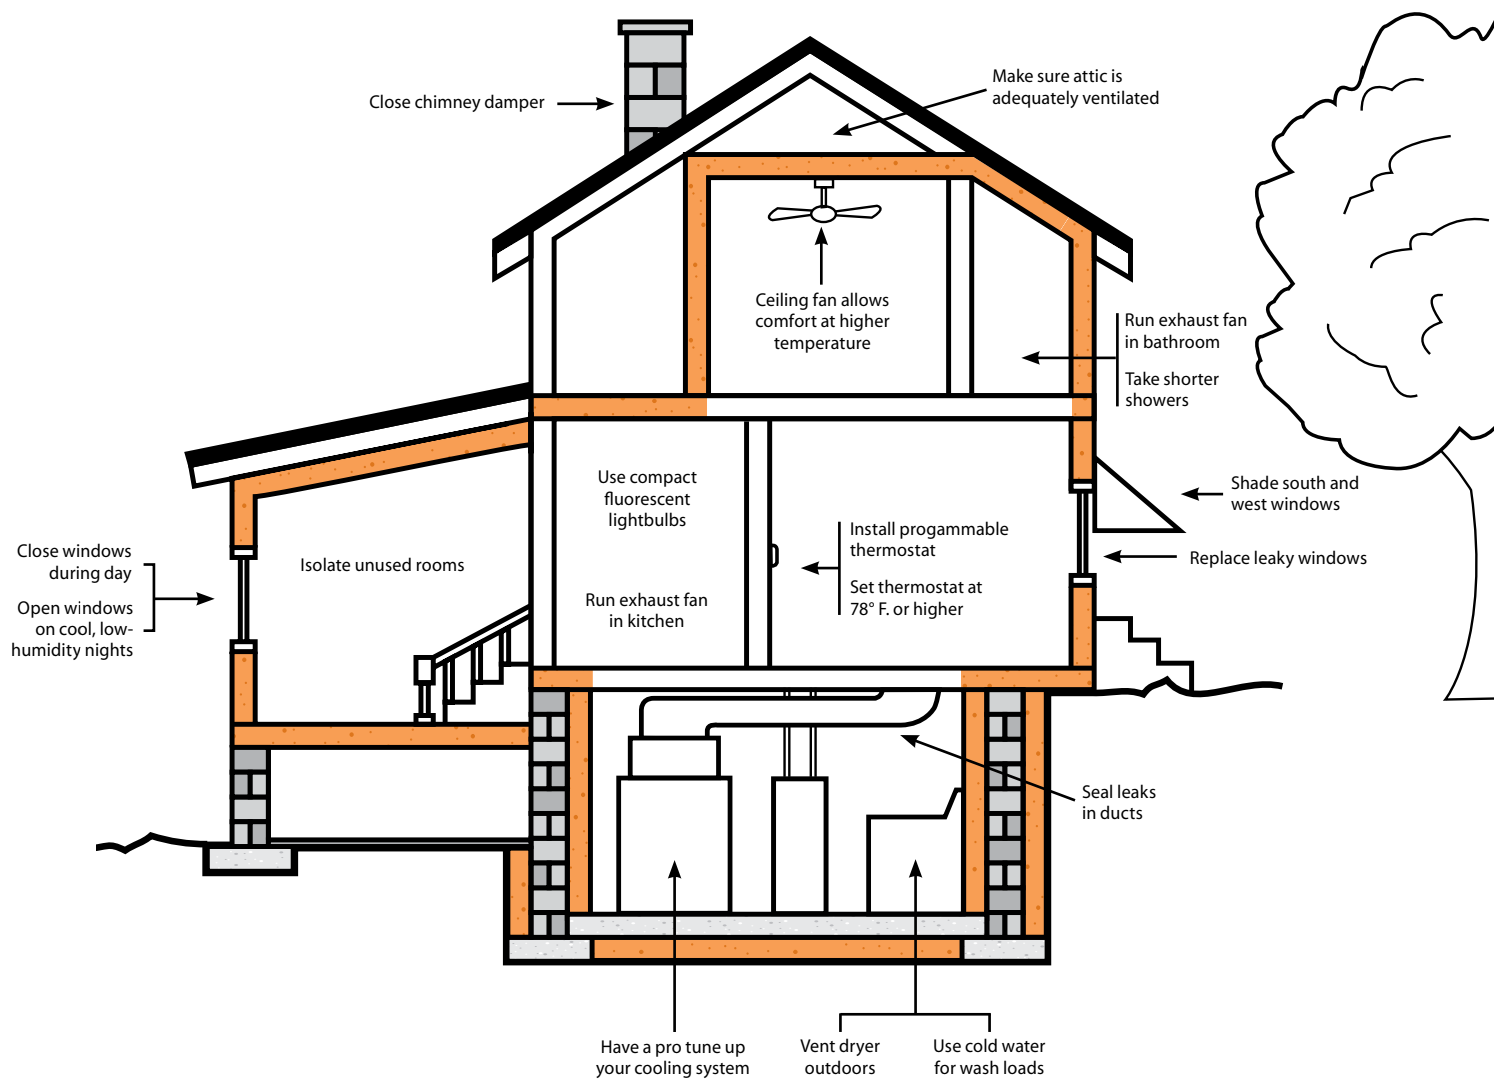 Close chimney damper
Make sure attic is
adequately ventilated
Ceiling fan allows
comfort at higher
temperature
Run exhaust fan
in bathroom
Take shorter
showers
Use compact
fluorescent
lightbulbs
Run exhaust fan
in kitchen
Install progammable
thermostat
Set thermostat at
78° F. or higher
Shade south and
west windows
Replace leaky windows
Close windows
during day
Open windows
on cool, low-
humidity nights
Isolate unused rooms
Seal leaks
in ducts
Have a pro tune up
your cooling system
Vent dryer
outdoors
Use cold water
for wash loads